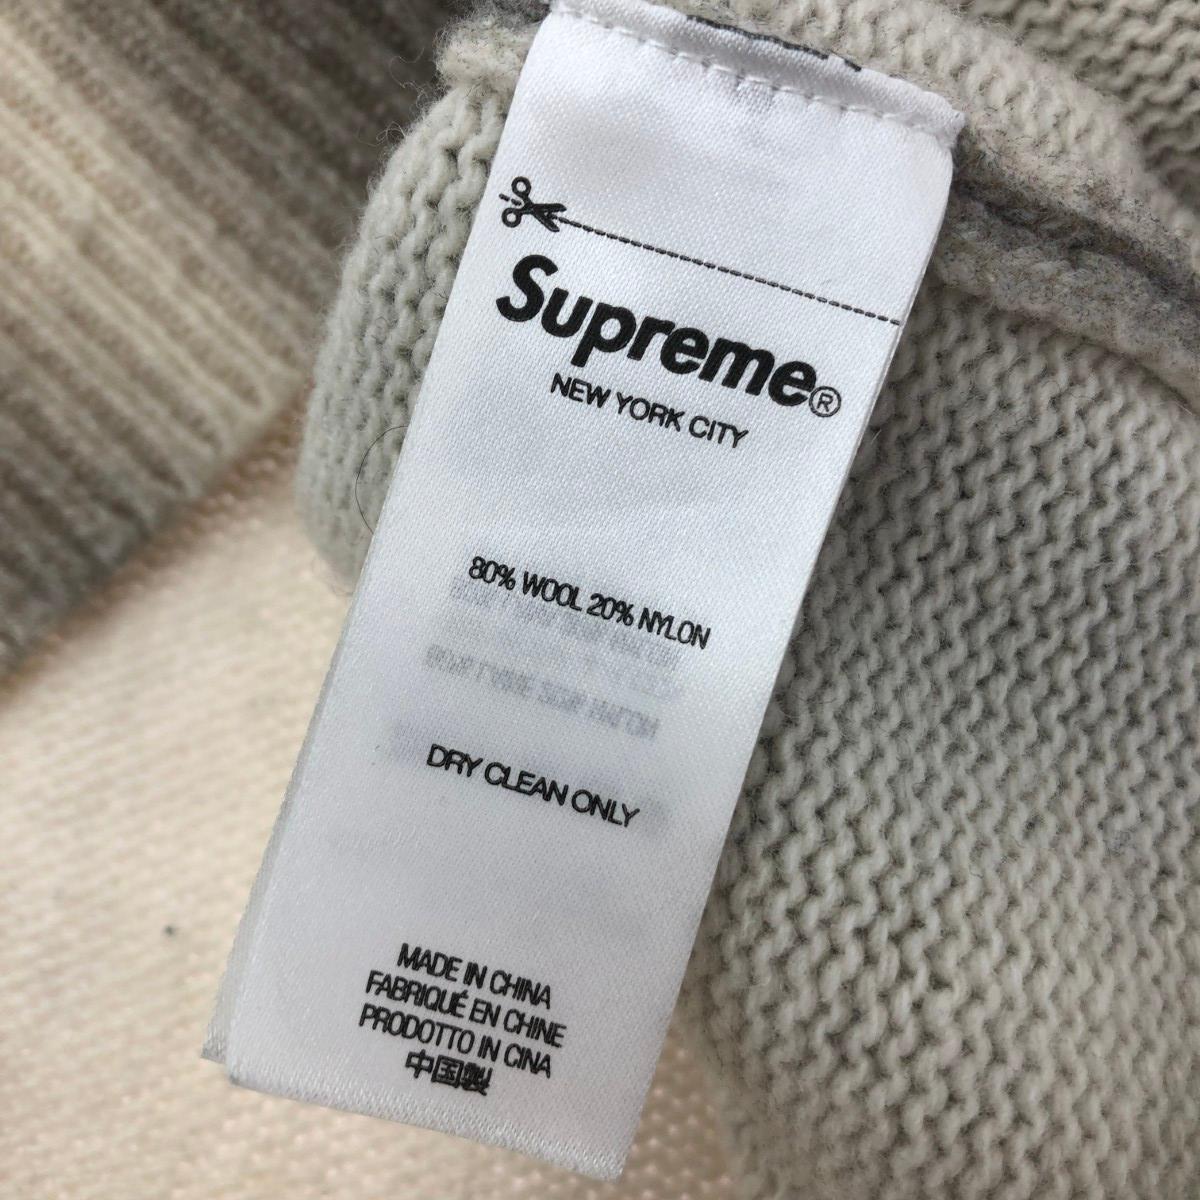 Supreme®
NEW YORK CITY
80% WOOL 20% NYLON
DRY CLEAN ONLY
MADE IN CHINA
FABRIQUÉ EN CHINE
PRODOTTO IN CINA
中国製